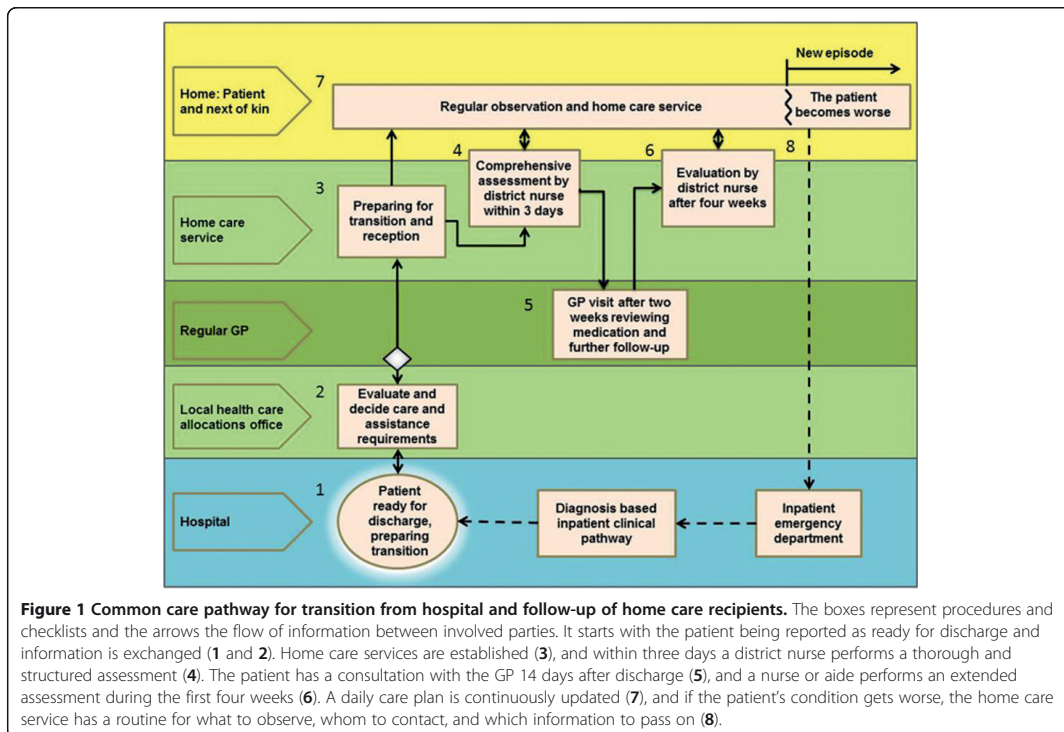 New episode
7
Home: Patient
and next of kin
Regular observation and home care service
The patient
becomes worse
8
6
4
3
Home care
service
Preparing for
transition and
reception
Comprehensive
assessment by
district nurse
within 3 days
Evaluation by
district nurse
after four weeks
5
Regular GP
GP visit after two
weeks reviewing
medication and
further follow-up
2
Local health care
allocations office
Evaluate and
decide care and
assistance
requirements
1
Hospital
Patient
ready for
discharge,
preparing
transition
Diagnosis based
inpatient clinical
pathway
Inpatient
emergency
department
Figure 1 Common care pathway for transition from hospital and follow-up of home care recipients. The boxes represent procedures and
checklists and the arrows the flow of information between involved parties. It starts with the patient being reported as ready for discharge and
information is exchanged (1 and 2). Home care services are established (3), and within three days a district nurse performs a thorough and
structured assessment (4). The patient has a consultation with the GP 14 days after discharge (5), and a nurse or aide performs an extended
assessment during the first four weeks (6). A daily care plan is continuously updated (7), and if the patient's condition gets worse, the home care
service has a routine for what to observe, whom to contact, and which information to pass on (8).